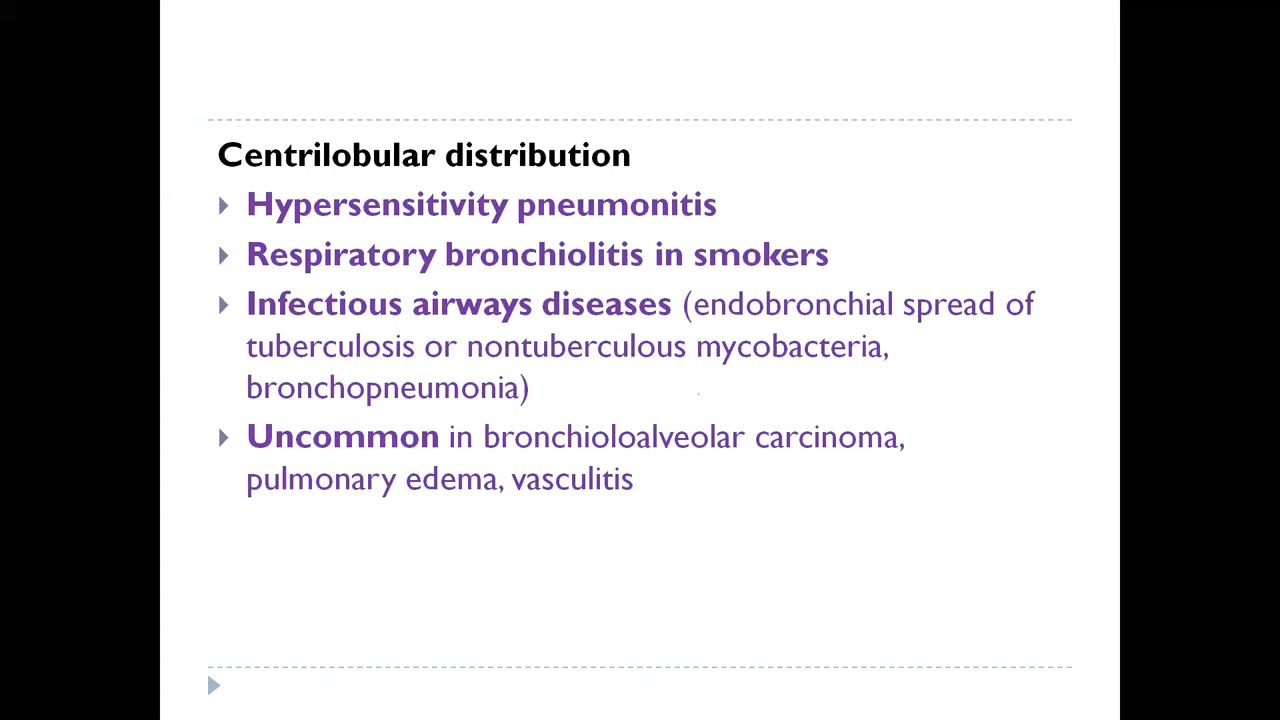 Centrilobular distribution
Hypersensitivity pneumonitis
Respiratory bronchiolitis in smokers
Infectious airways diseases (endobronchial spread of
tuberculosis or nontuberculous mycobacteria,
bronchopneumonia)
Uncommon in bronchioloalveolar carcinoma,
pulmonary edema, vasculitis